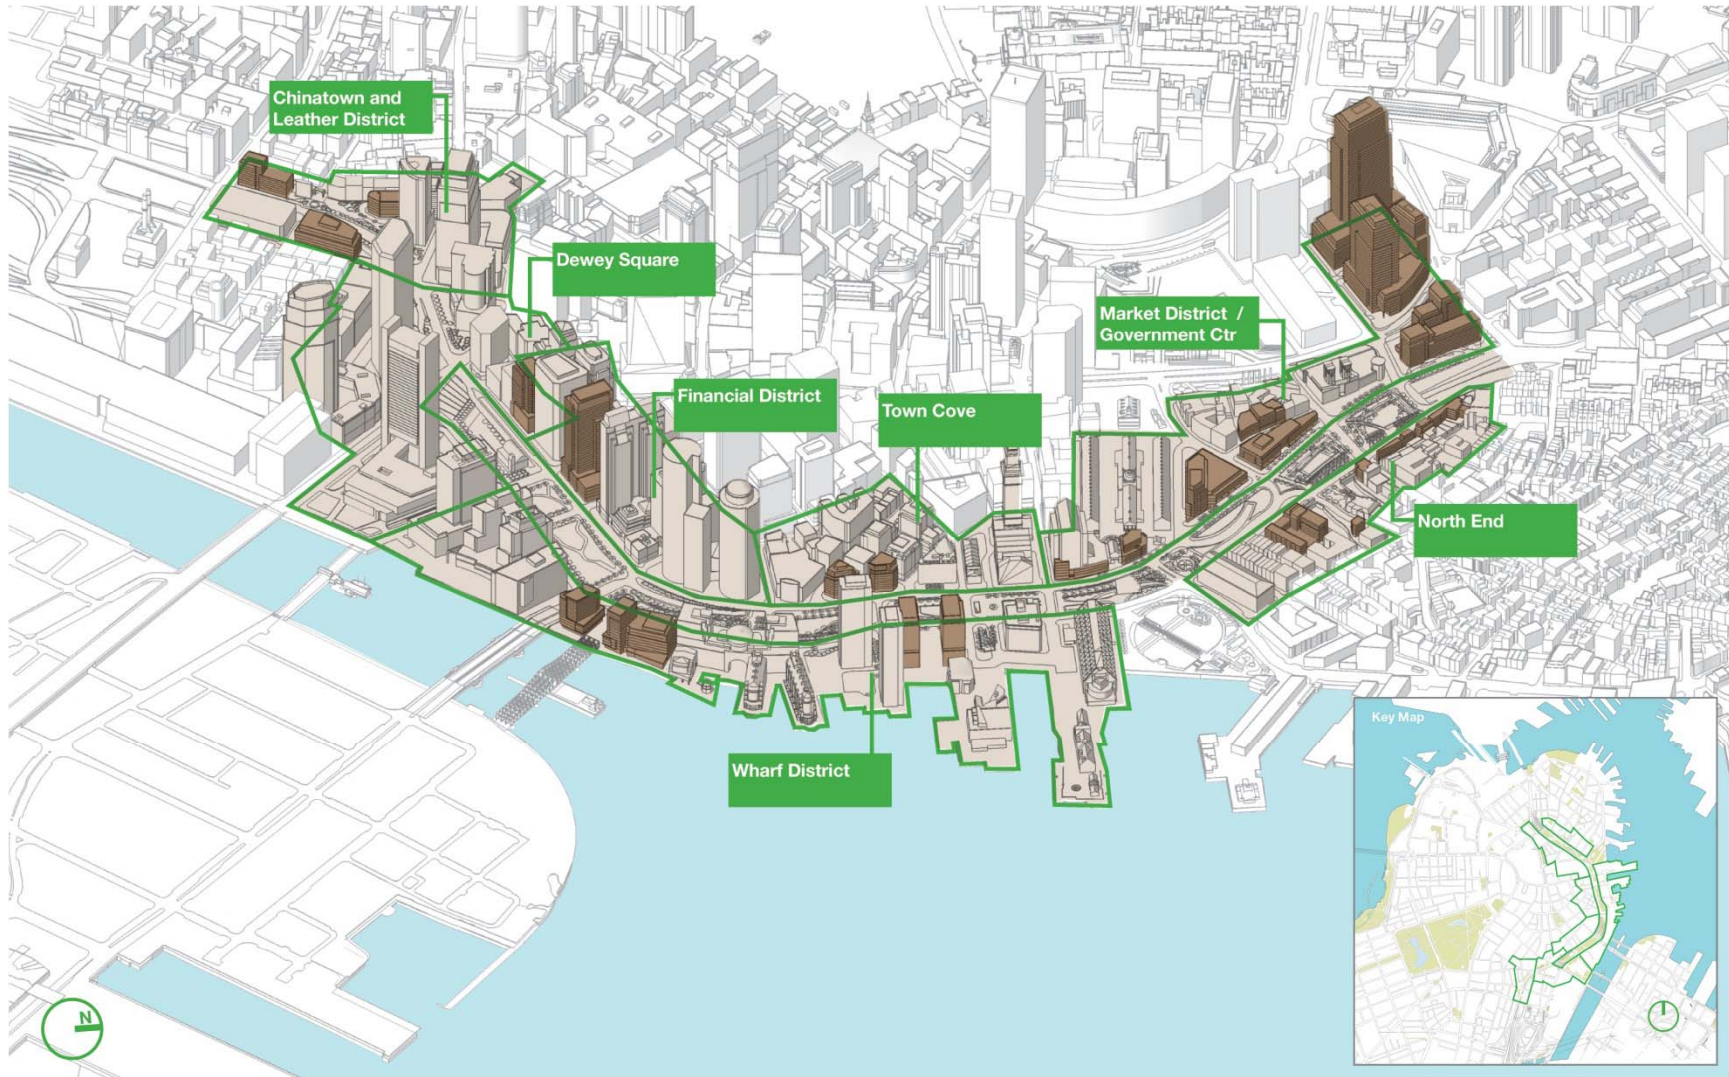 Chinatown and
Leather District
Dewey Square
Market District /
Government Ctr
Financial District
Town Cove
North End
Wharf District
Key Map
N